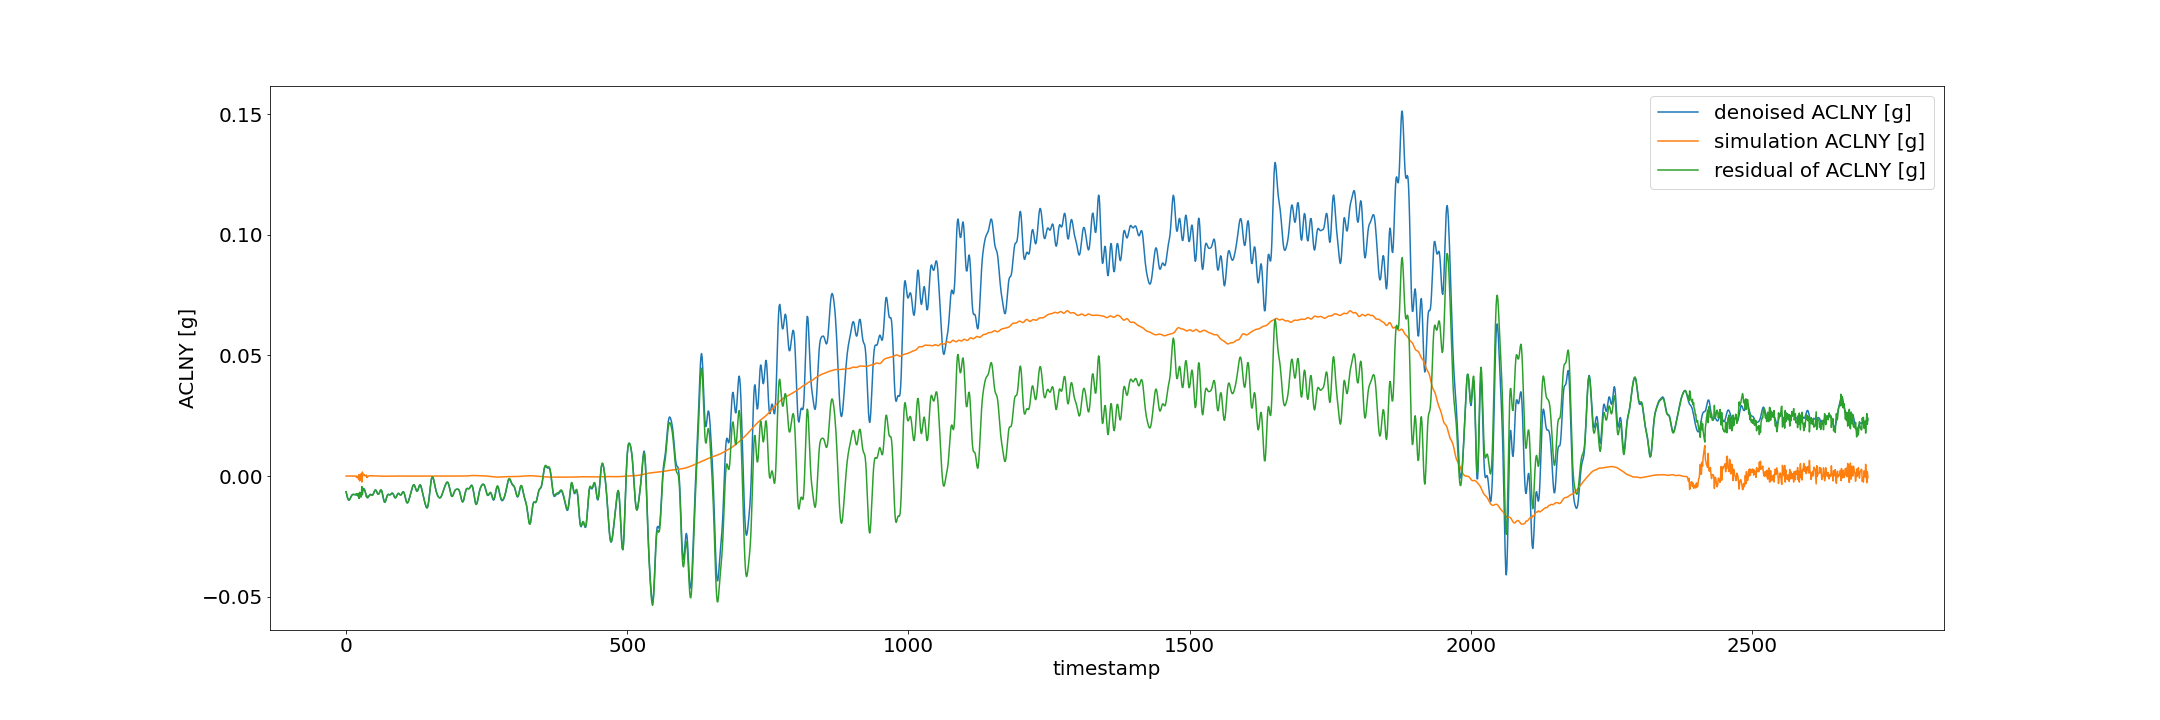 denoised ACLNY [g]
simulation ACLNY [g]
residual of ACLNY [g]
ACLNY [g]
0.15
0.10
0.05
0.00
−0.05
0 500 1000 1500 2000 2500
timestamp